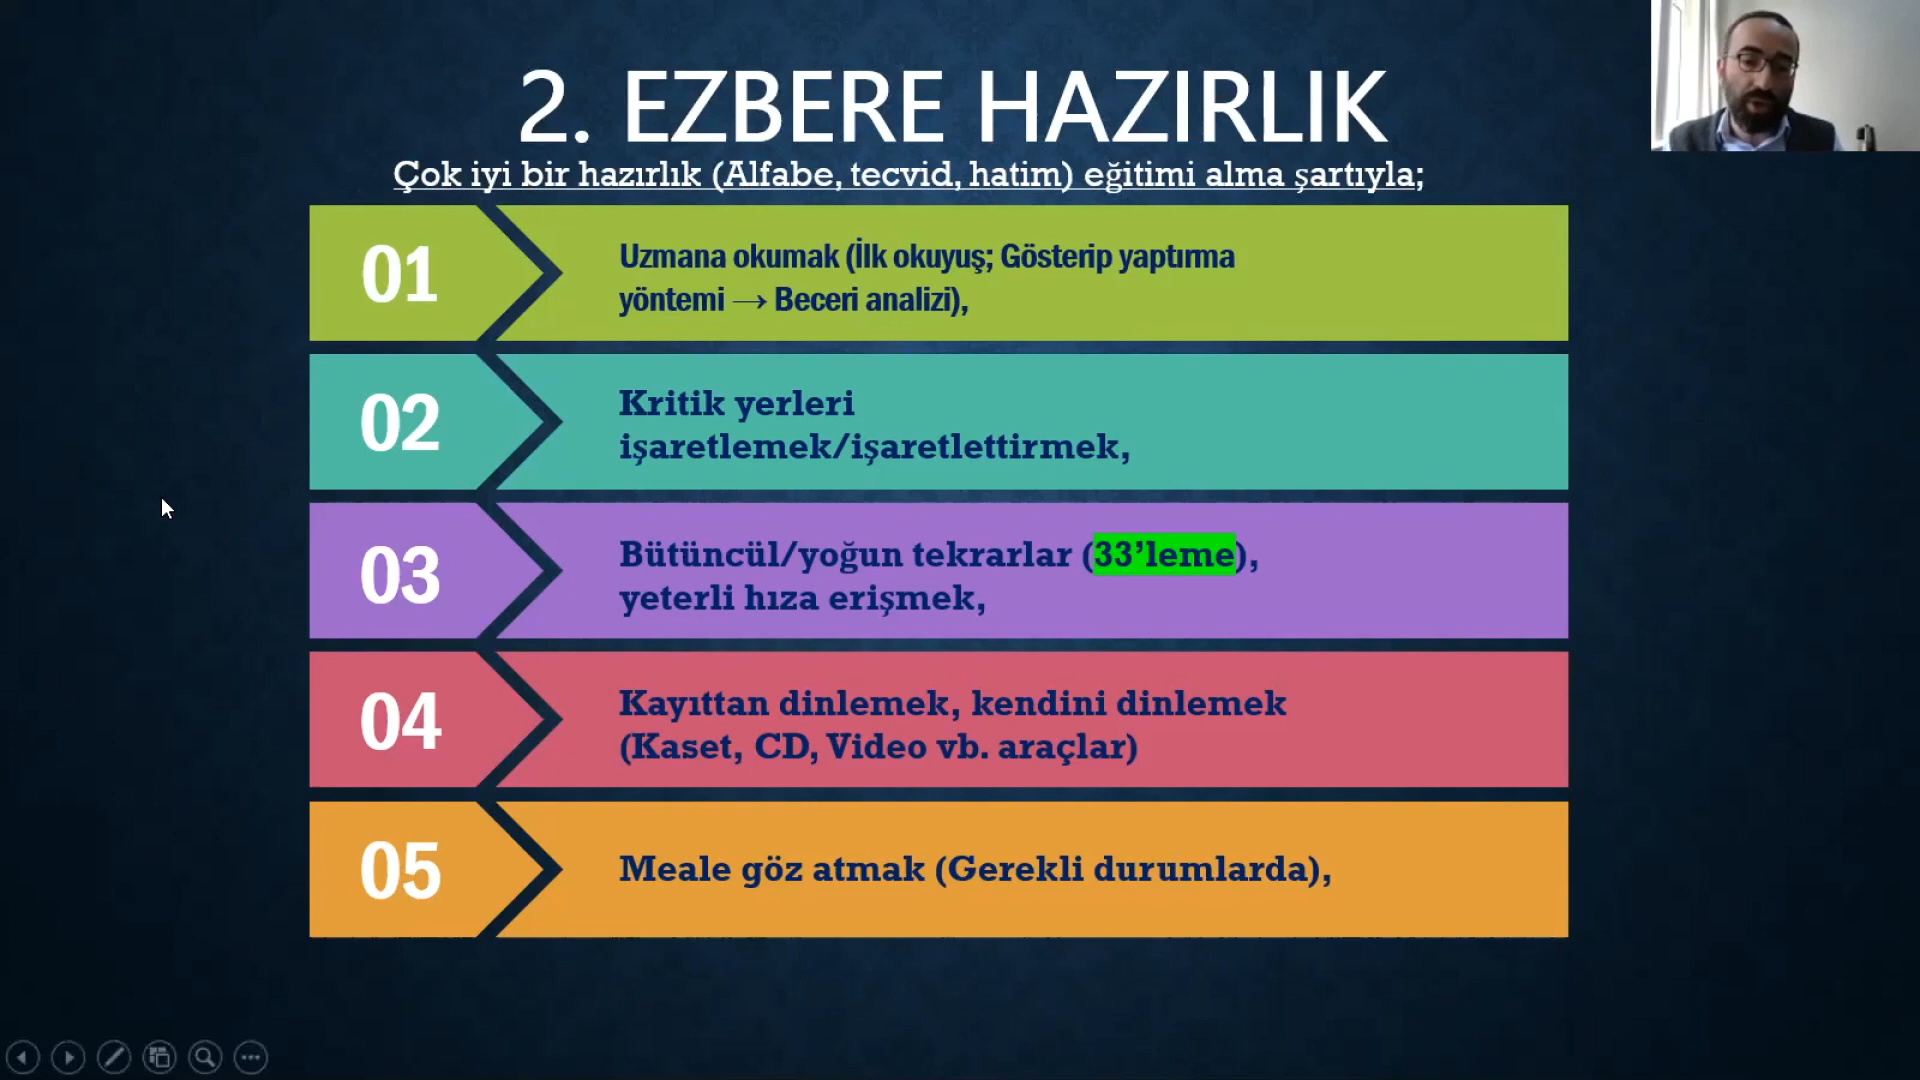 2. EZBERE HAZIRLIK
Çok iyi bir hazırlık (Alfabe, tecvid, hatim) eğitimi alma şartıyla;
01
Uzmana okumak (İlk okuyuş; Gösterip yaptırma
yöntemi → Beceri analizi),
02
Kritik yerleri
işaretlemek/işaretlettirmek,
03
Bütüncül/yoğun tekrarlar (33’leme),
yeterli hıza erişmek,
04
Kayıttan dinlemek, kendini dinlemek
(Kaset, CD, Video vb. araçlar)
05
Meale göz atmak (Gerekli durumlarda),